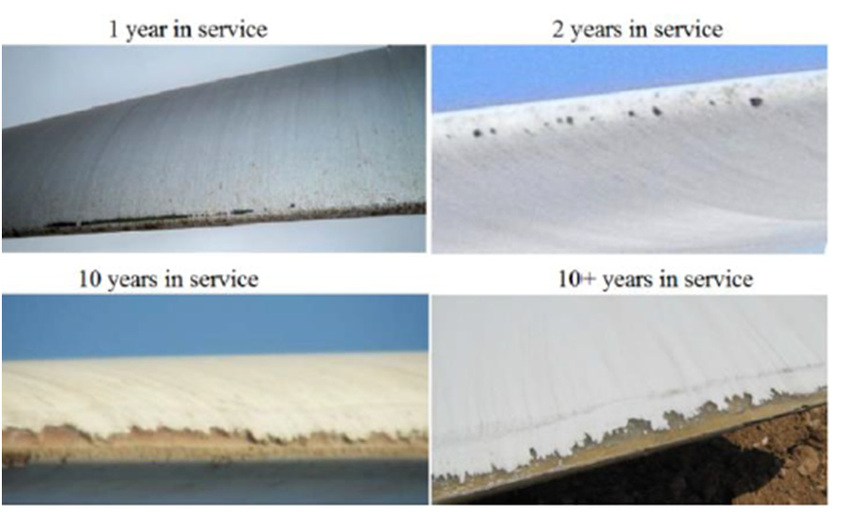 1 year in service
2 years in service
10 years in service
10+ years in service